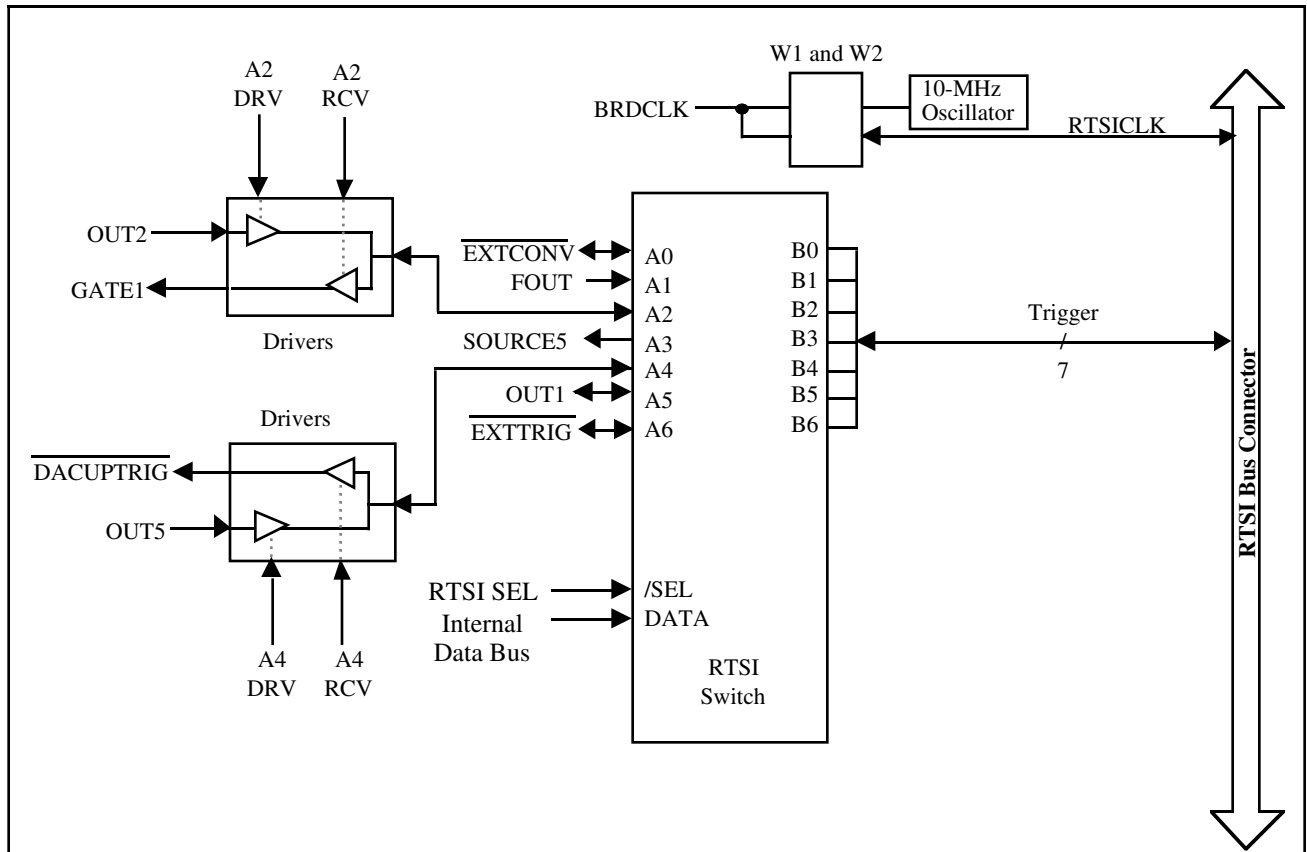 W1 and W2
A2
DRV
A2
RCV
BRDCLK
10-MHz
Oscillator
RTSICLK
OUT2
GATE1
Drivers
EXTCONV
FOUT
SOURCE5
OUT1
EXTTRIG
A0
A1
A2
A3
A4
A5
A6
B0
B1
B2
B3
B4
B5
B6
Trigger
/
7
RTSI Bus Connector
Drivers
DACUPTRIG
OUT5
A4
DRV
A4
RCV
RTSI SEL
Internal
Data Bus
/SEL
DATA
RTSI
Switch